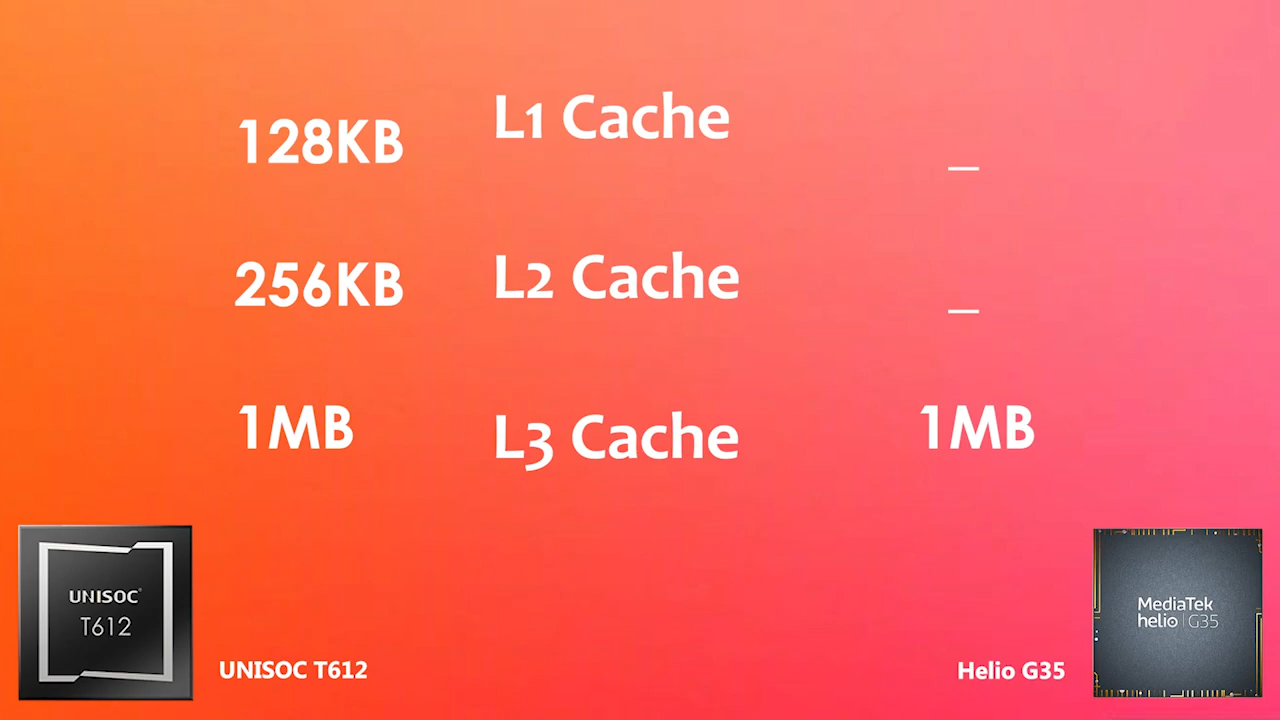 128KB L1 Cache _
256KB L2 Cache _
1MB L3 Cache 1MB
UNISOC
T612
UNISOC T612
Helio G35
MediaTek
helio | G35